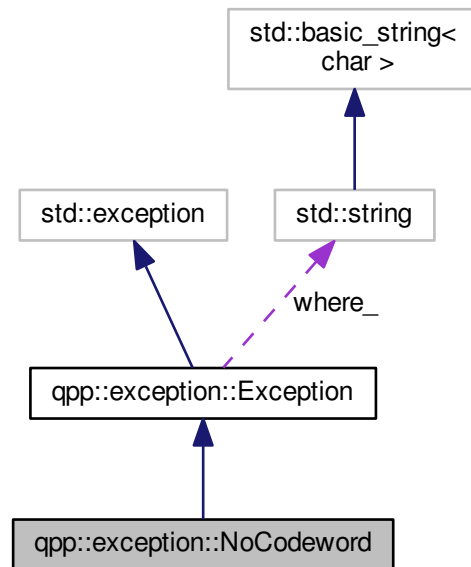 std::basic_string<
char >
std::exception
std::string
where_
qpp::exception::Exception
qpp::exception::NoCodeword